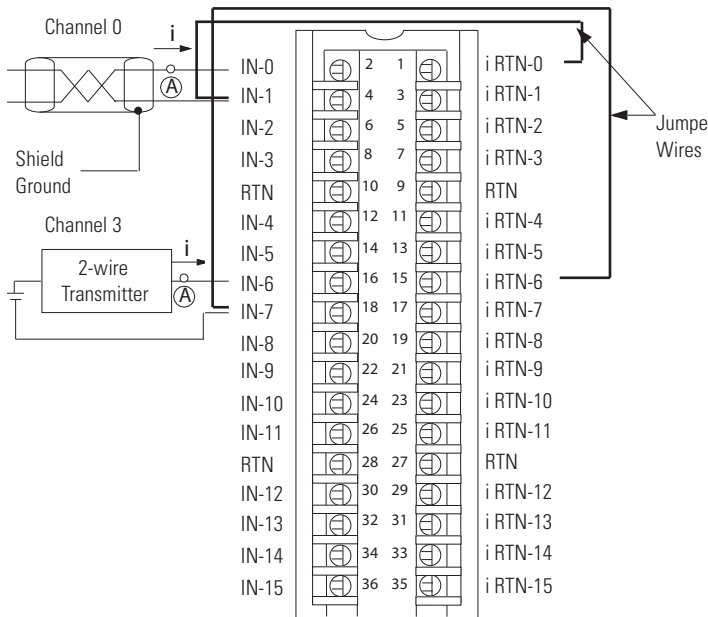 Channel 0
i
A
Shield
Ground
Channel 3
i
2-wire
Transmitter
A
Jumpe
Wires
IN-0 2 1 i RTN-0
IN-1 4 3 i RTN-1
IN-2 6 5 i RTN-2
IN-3 8 7 i RTN-3
RTN 10 9 RTN
IN-4 12 11 i RTN-4
IN-5 14 13 i RTN-5
IN-6 16 15 i RTN-6
IN-7 18 17 i RTN-7
IN-8 20 19 i RTN-8
IN-9 22 21 i RTN-9
IN-10 24 23 i RTN-10
IN-11 26 25 i RTN-11
RTN 28 27 RTN
IN-12 30 29 i RTN-12
IN-13 32 31 i RTN-13
IN-14 34 33 i RTN-14
IN-15 36 35 i RTN-15